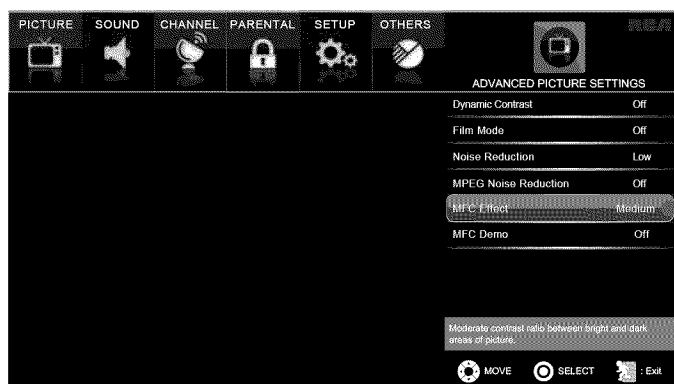 PICTURE SOUND CHANNEL PARENTAL SETUP OTHERS
RCA
ADVANCED PICTURE SETTINGS
Dynamic Contrast Off
Film Mode Off
Noise Reduction Low
MPEG Noise Reduction Off
MFC Effect Medium
MFC Demo Off
Moderate contrast ratio between bright and dark
areas of picture.
MOVE SELECT : Exit